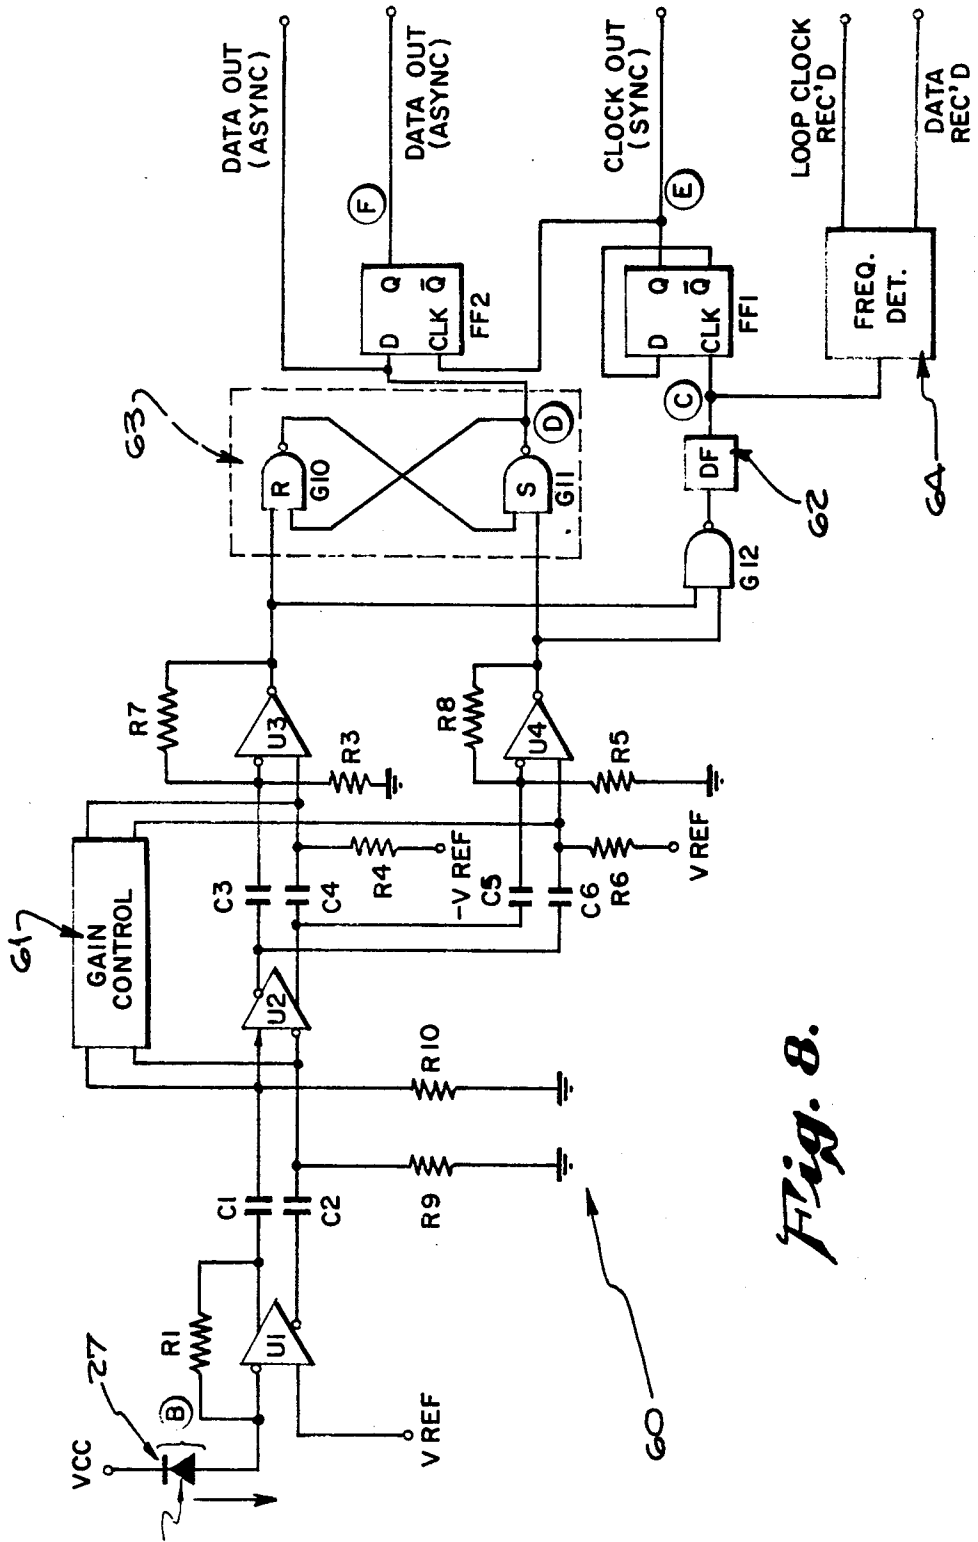 VCC
27
B
R1
U1
VREF
60
C1
C2
R9
R10
61
GAIN
CONTROL
U2
C3
C4
R4
-V REF
C5
C6
R6
VREF
R7
U3
R3
R8
U4
R5
63
R
G10
S
G11
D
G12
DF
62
C
D
Q
CLK
Q̅
FF2
F
D
Q
CLK
Q̅
FF1
E
FREQ.
DET.
64
DATA OUT
(ASYNC)
DATA OUT
(ASYNC)
CLOCK OUT
(SYNC)
LOOP CLOCK
REC'D
DATA
REC'D
Fig. 8.